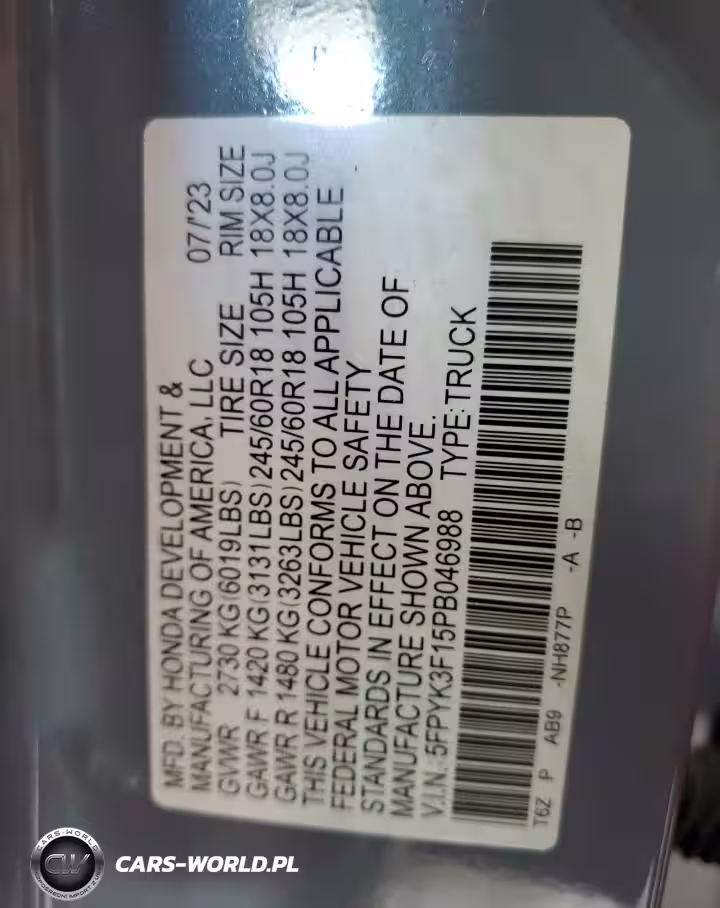 MFD. BY HONDA DEVELOPMENT &
MANUFACTURING OF AMERICA, LLC 07/'23
GVWR 2730 KG (6019LBS) TIRE SIZE RIM SIZE
GAWR F 1420 KG (3131LBS) 245/60R18 105H 18X8.0J
GAWR R 1480 KG (3263LBS) 245/60R18 105H 18X8.0J
THIS VEHICLE CONFORMS TO ALL APPLICABLE
FEDERAL MOTOR VEHICLE SAFETY
STANDARDS IN EFFECT ON THE DATE OF
MANUFACTURE SHOWN ABOVE.
V.I.N. 5FPYK3F15PB046988 TYPE: TRUCK
T6Z P AB9 -NH877P -A -B
CARS-WORLD
CW
CARS-WORLD.PL